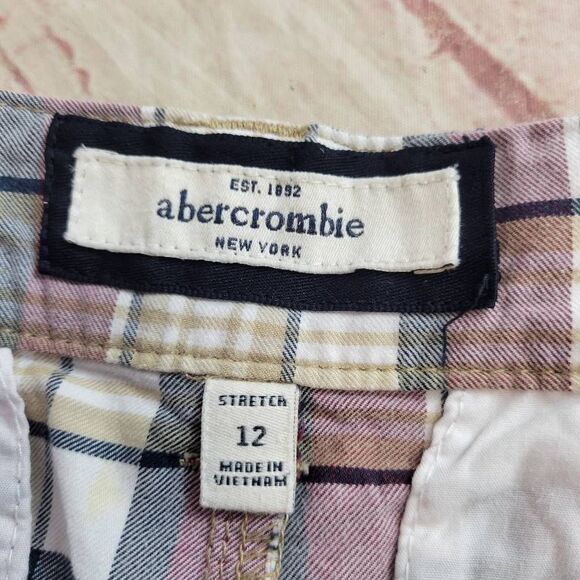 EST. 1892
abercrombie
NEW YORK
STRETCH
12
MADE IN
VIETNAM